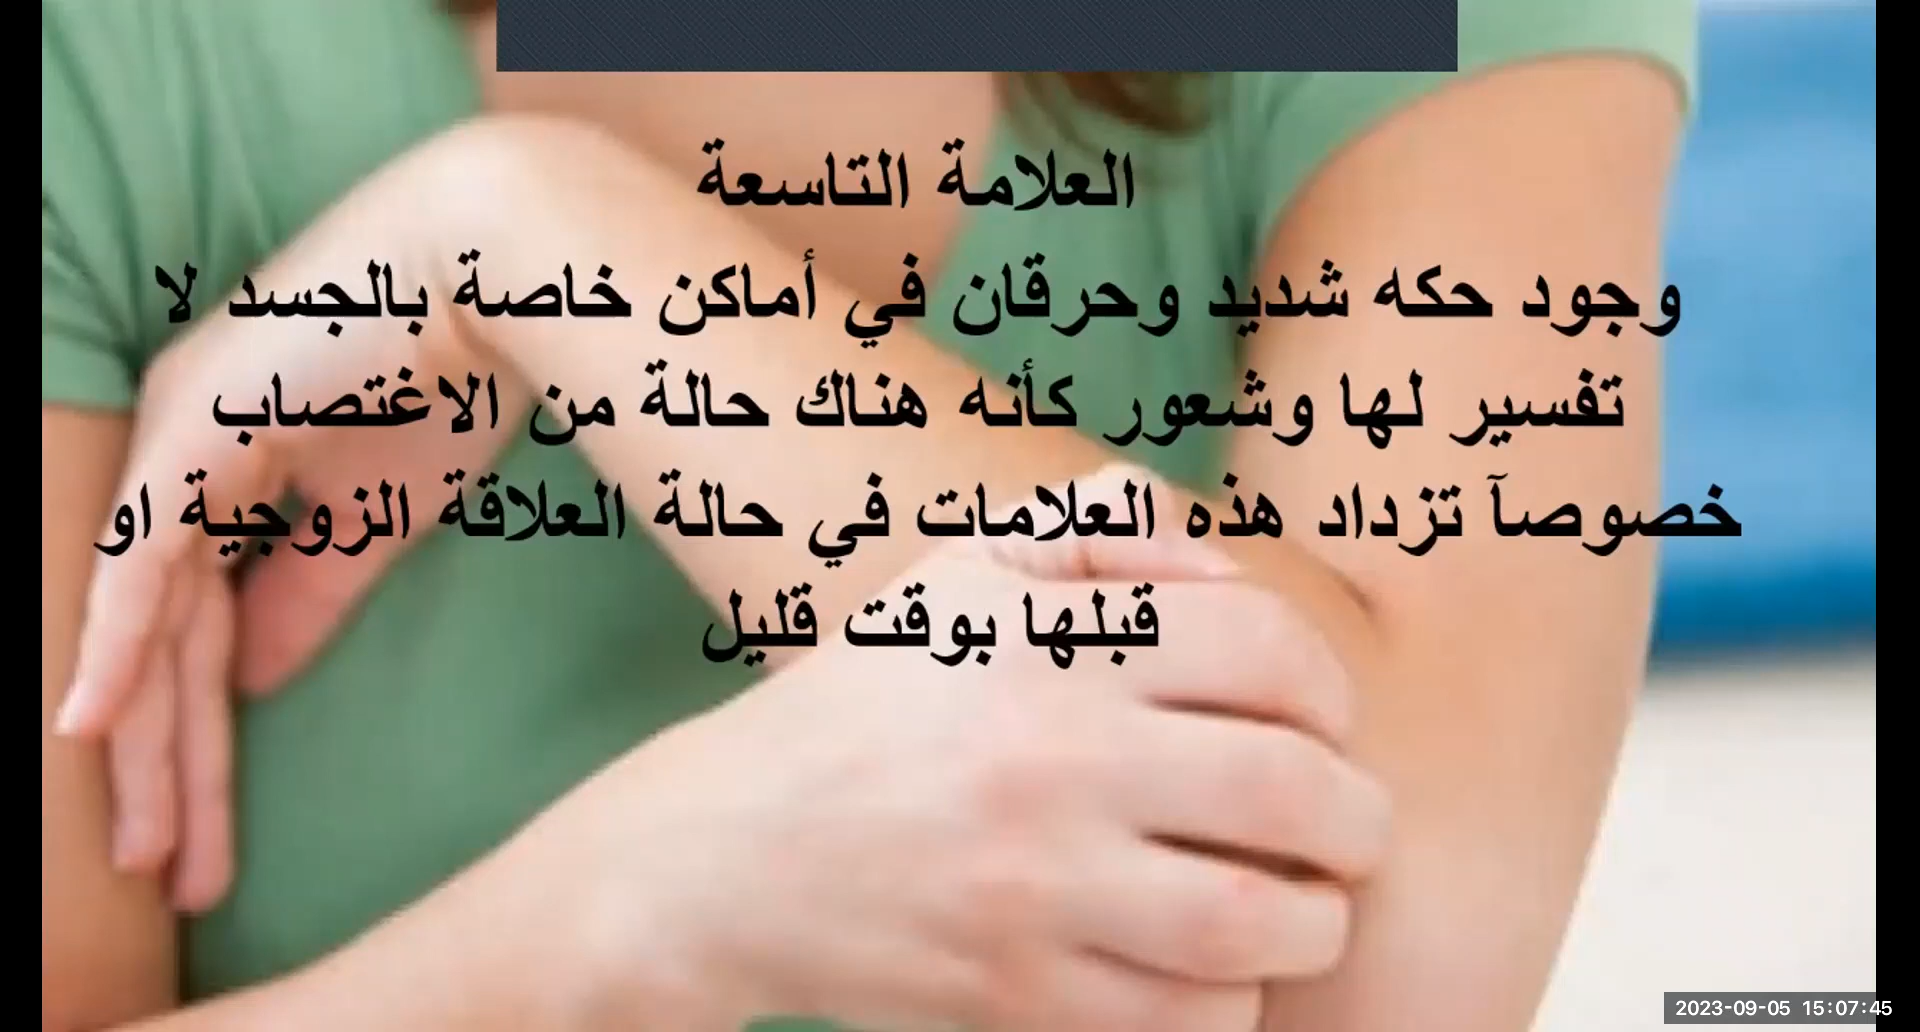 العلامة التاسعة
وجود حكه شديد وحرقان في أماكن خاصة بالجسد لا
تفسير لها وشعور كأنه هناك حالة من الاغتصاب
خصوصآ تزداد هذه العلامات في حالة العلاقة الزوجية او
قبلها بوقت قليل
2023-09-05 15:07:45